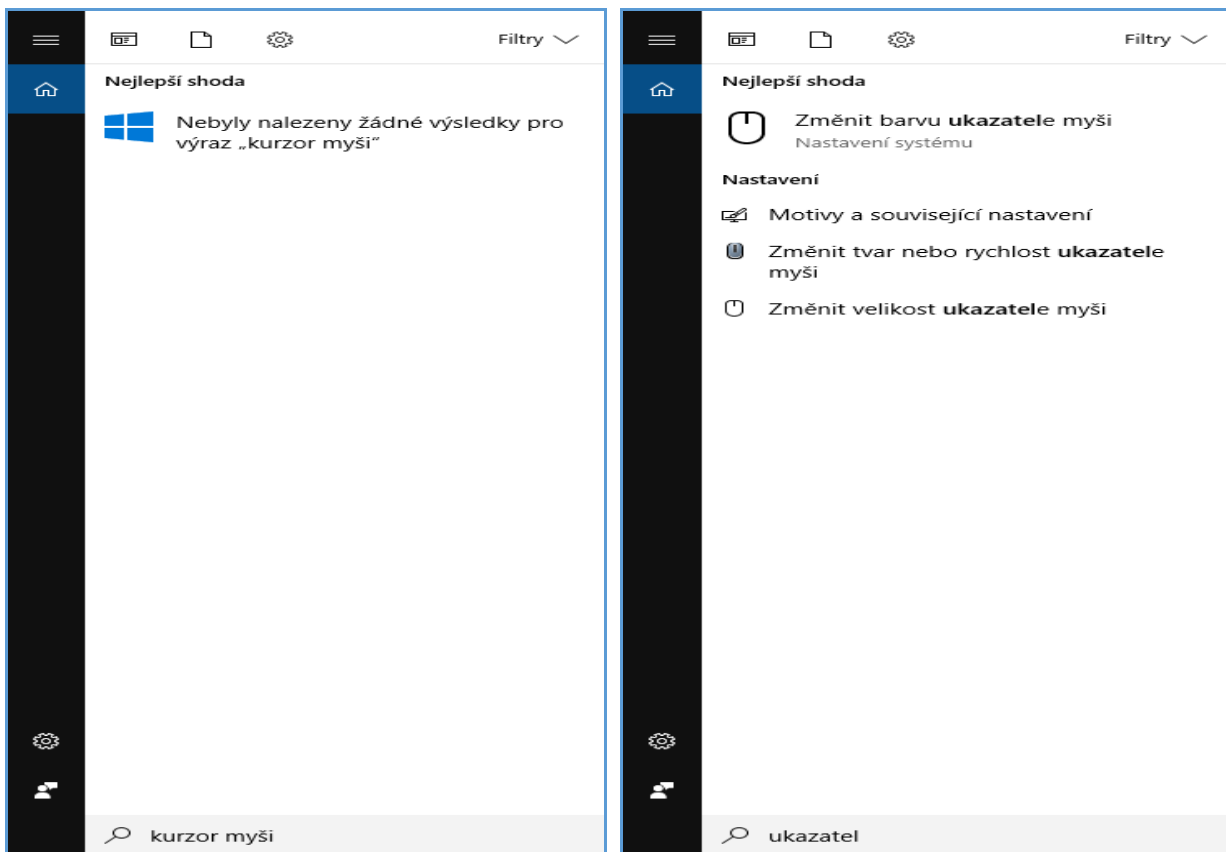 Filtry
Nejlepší shoda
Nebyly nalezeny žádné výsledky pro
výraz „kurzor myši“
kurzor myši
Filtry
Nejlepší shoda
Změnit barvu ukazatele myši
Nastavení systému
Nastavení
Motivy a související nastavení
Změnit tvar nebo rychlost ukazatele
myši
Změnit velikost ukazatele myši
ukazatel